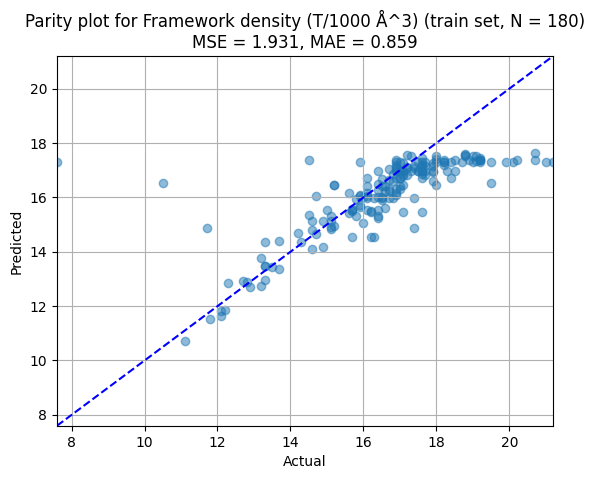 Parity plot for Framework density (T/1000 Å^3) (train set, N = 180)
MSE = 1.931, MAE = 0.859
Predicted
20
18
16
14
12
10
8
8 10 12 14 16 18 20
Actual